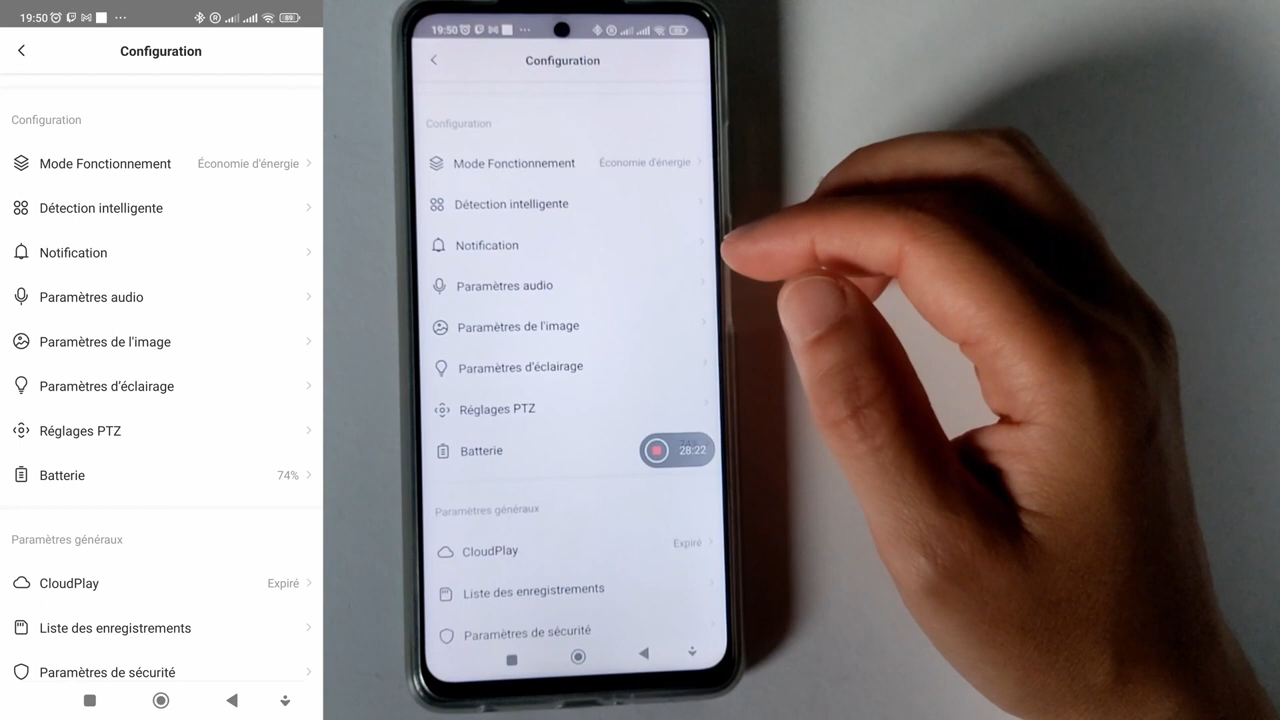 19:50 ... R 89
Configuration
Configuration
Mode Fonctionnement Économie d'énergie
Détection intelligente
Notification
Paramètres audio
Paramètres de l'image
Paramètres d'éclairage
Réglages PTZ
Batterie 74%
Paramètres généraux
CloudPlay Expiré
Liste des enregistrements
Paramètres de sécurité
19:50 ... R
Configuration
Configuration
Mode Fonctionnement Économie d'énergie
Détection intelligente
Notification
Paramètres audio
Paramètres de l'image
Paramètres d'éclairage
Réglages PTZ
Batterie 28:22
Paramètres généraux
CloudPlay Expiré
Liste des enregistrements
Paramètres de sécurité